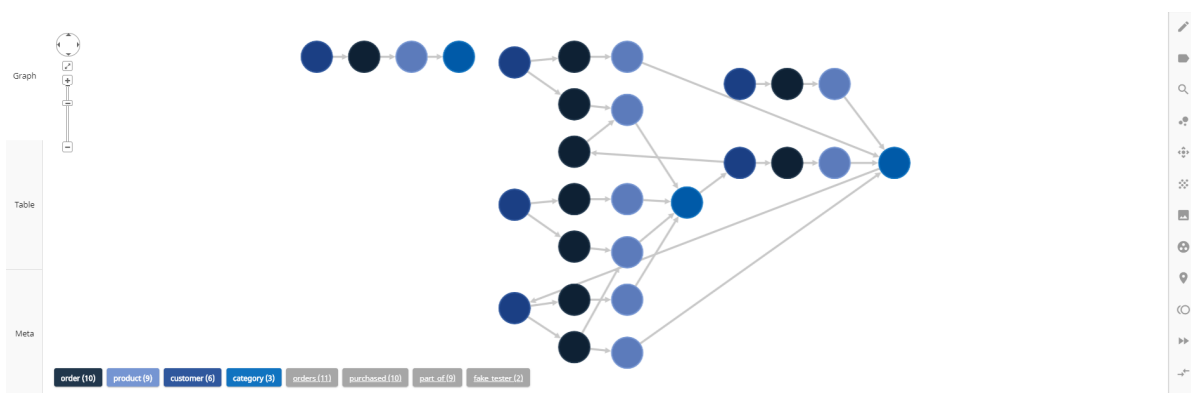 Graph
Table
Meta
order (10) product (9) customer (6) category (3) orders (11) purchased (10) part_of (9) fake_tester (2)